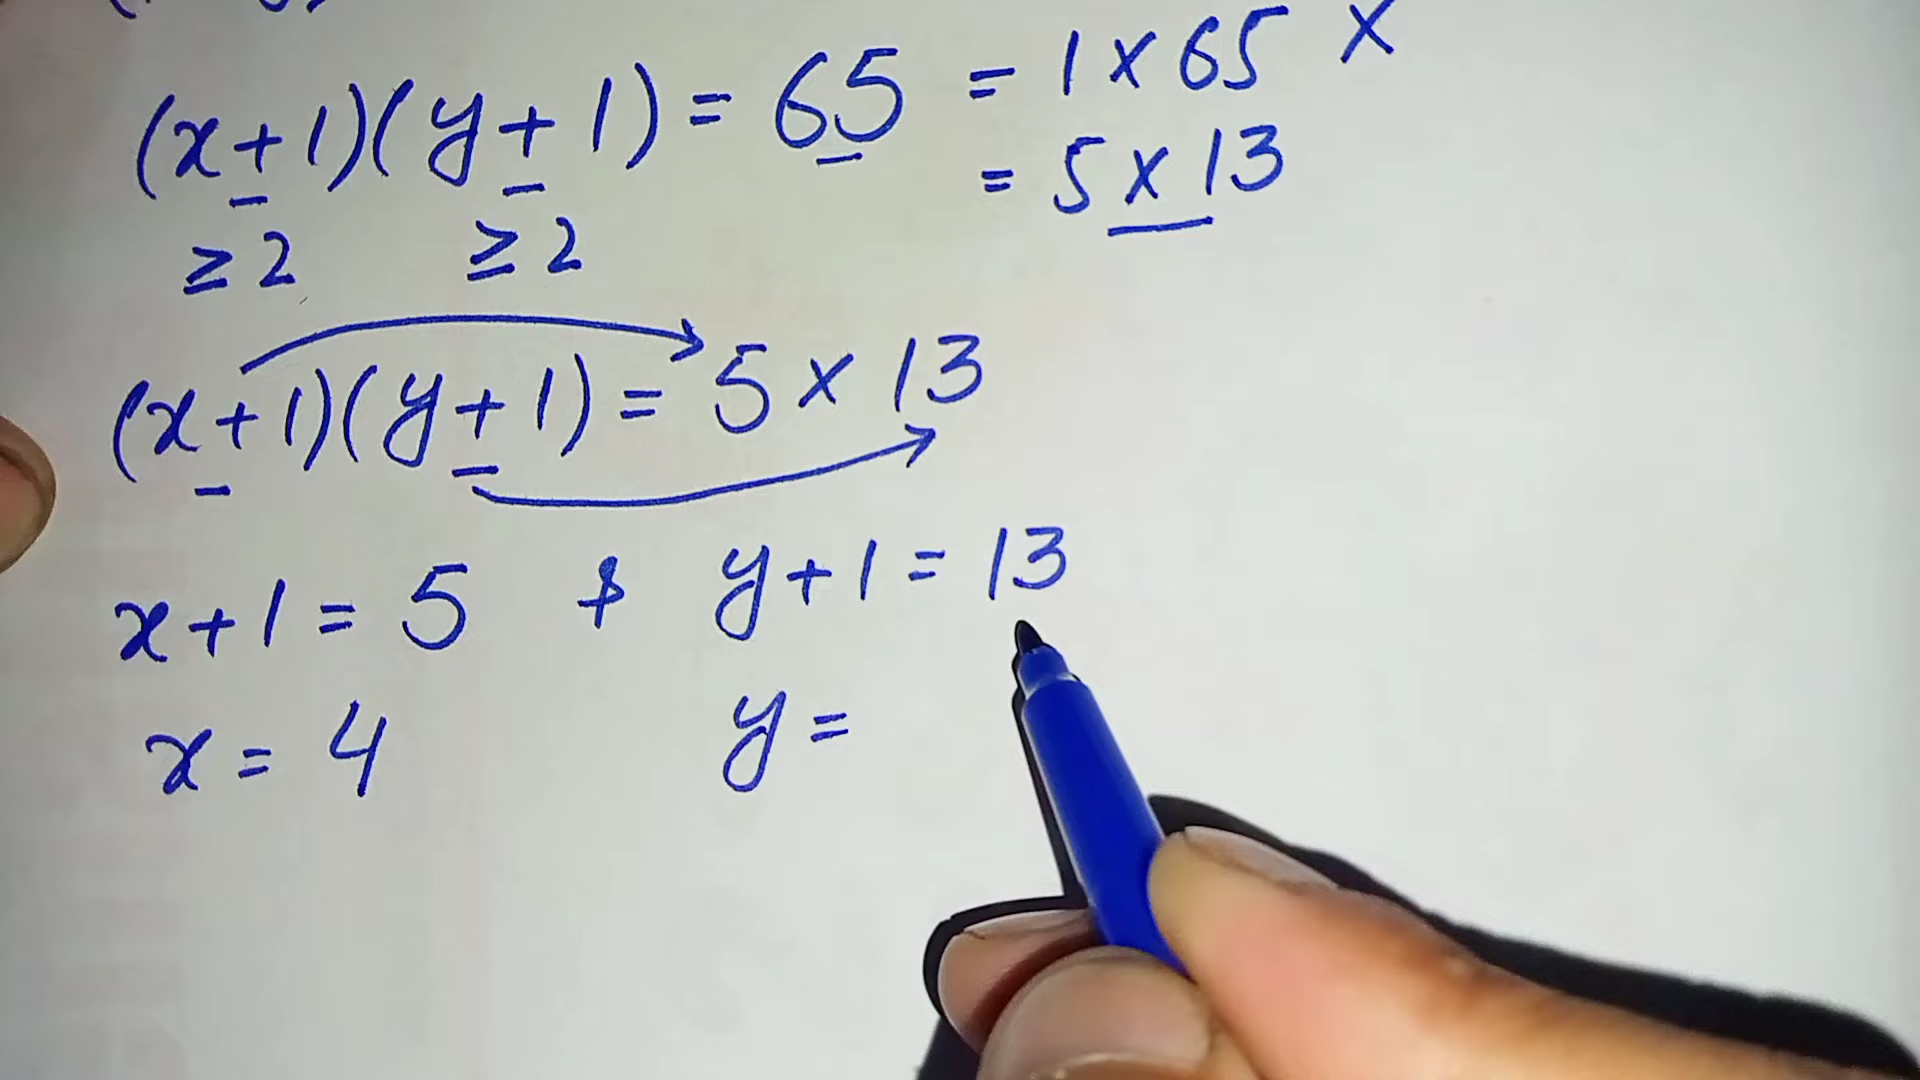 (x+1)(y+1) = 65 = 1 × 65 ×
= 5 × 13
≥ 2 ≥ 2
(x+1)(y+1) = 5 × 13
x+1 = 5 & y+1 = 13
x = 4 y =